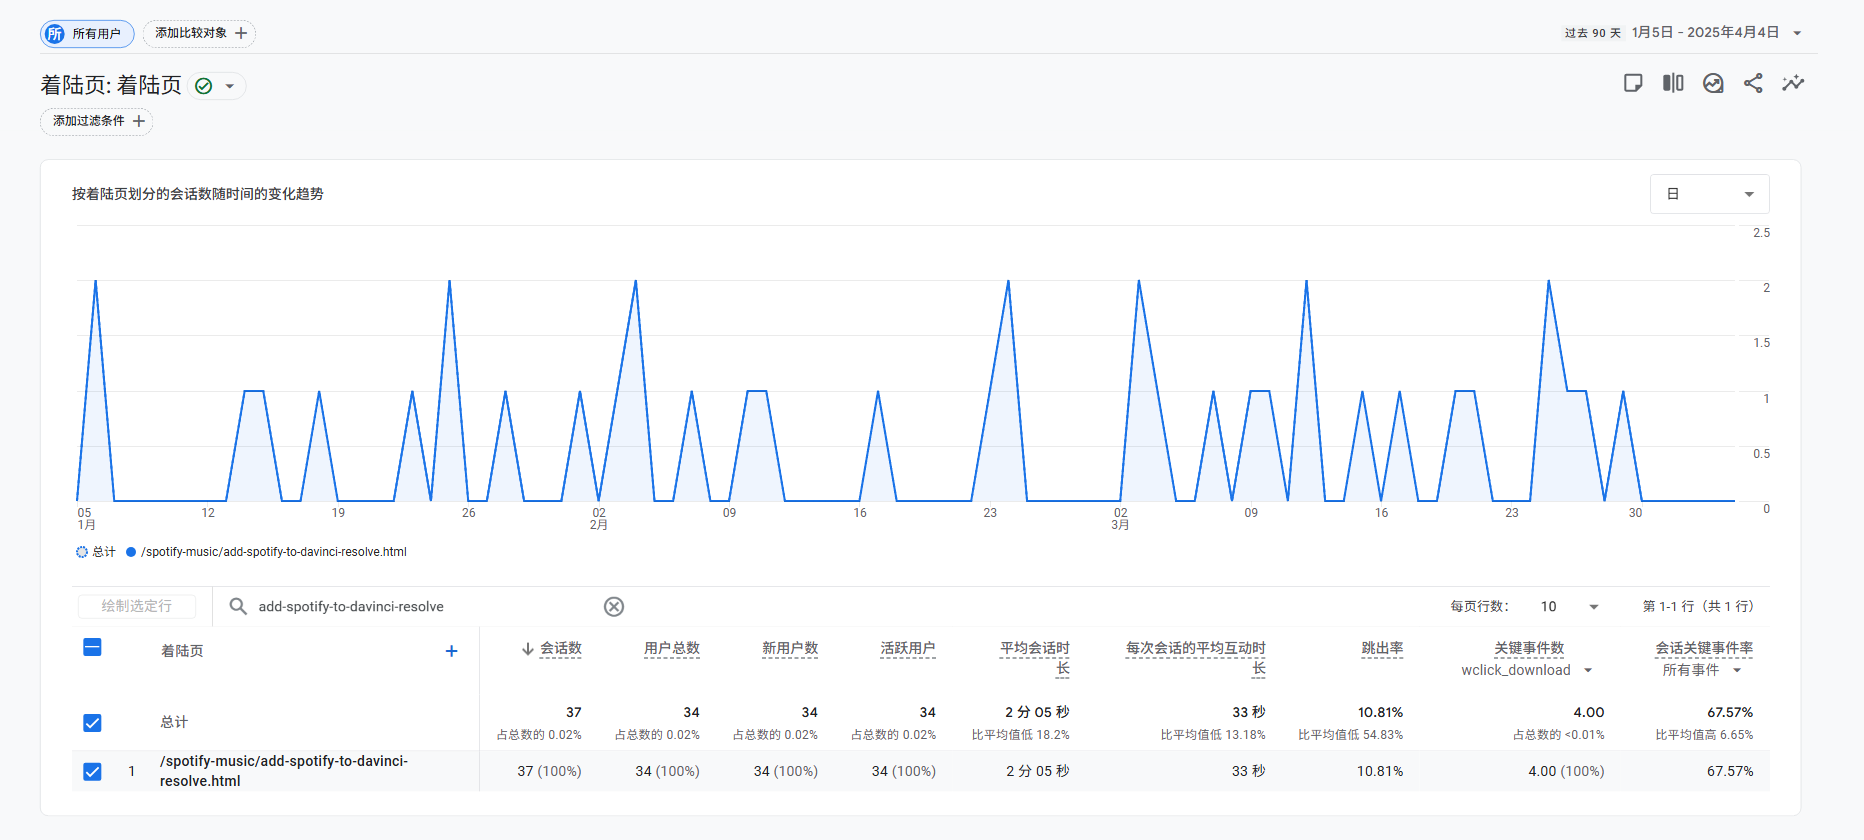 所 所有用户 添加比较对象 + 过去 90 天 1月5日 - 2025年4月4日
着陆页: 着陆页
添加过滤条件 +
按着陆页划分的会话数随时间的变化趋势 日
2.5
2
1.5
1
0.5
0
05 12 19 26 02 09 16 23 02 09 16 23 30
1月 2月 3月
总计 /spotify-music/add-spotify-to-davinci-resolve.html
绘制选定行 add-spotify-to-davinci-resolve 每页行数: 10 第 1-1 行（共 1 行）
着陆页 + 会话数 用户总数 新用户数 活跃用户 平均会话时长 每次会话的平均互动时长 跳出率 关键事件数 会话关键事件率
wclick_download 所有事件
总计 37 34 34 34 2 分 05 秒 33 秒 10.81% 4.00 67.57%
占总数的 0.02% 占总数的 0.02% 占总数的 0.02% 占总数的 0.02% 比平均值低 18.2% 比平均值低 13.18% 比平均值低 54.83% 占总数的 <0.01% 比平均值高 6.65%
1 /spotify-music/add-spotify-to-davinci-resolve.html 37 (100%) 34 (100%) 34 (100%) 34 (100%) 2 分 05 秒 33 秒 10.81% 4.00 (100%) 67.57%